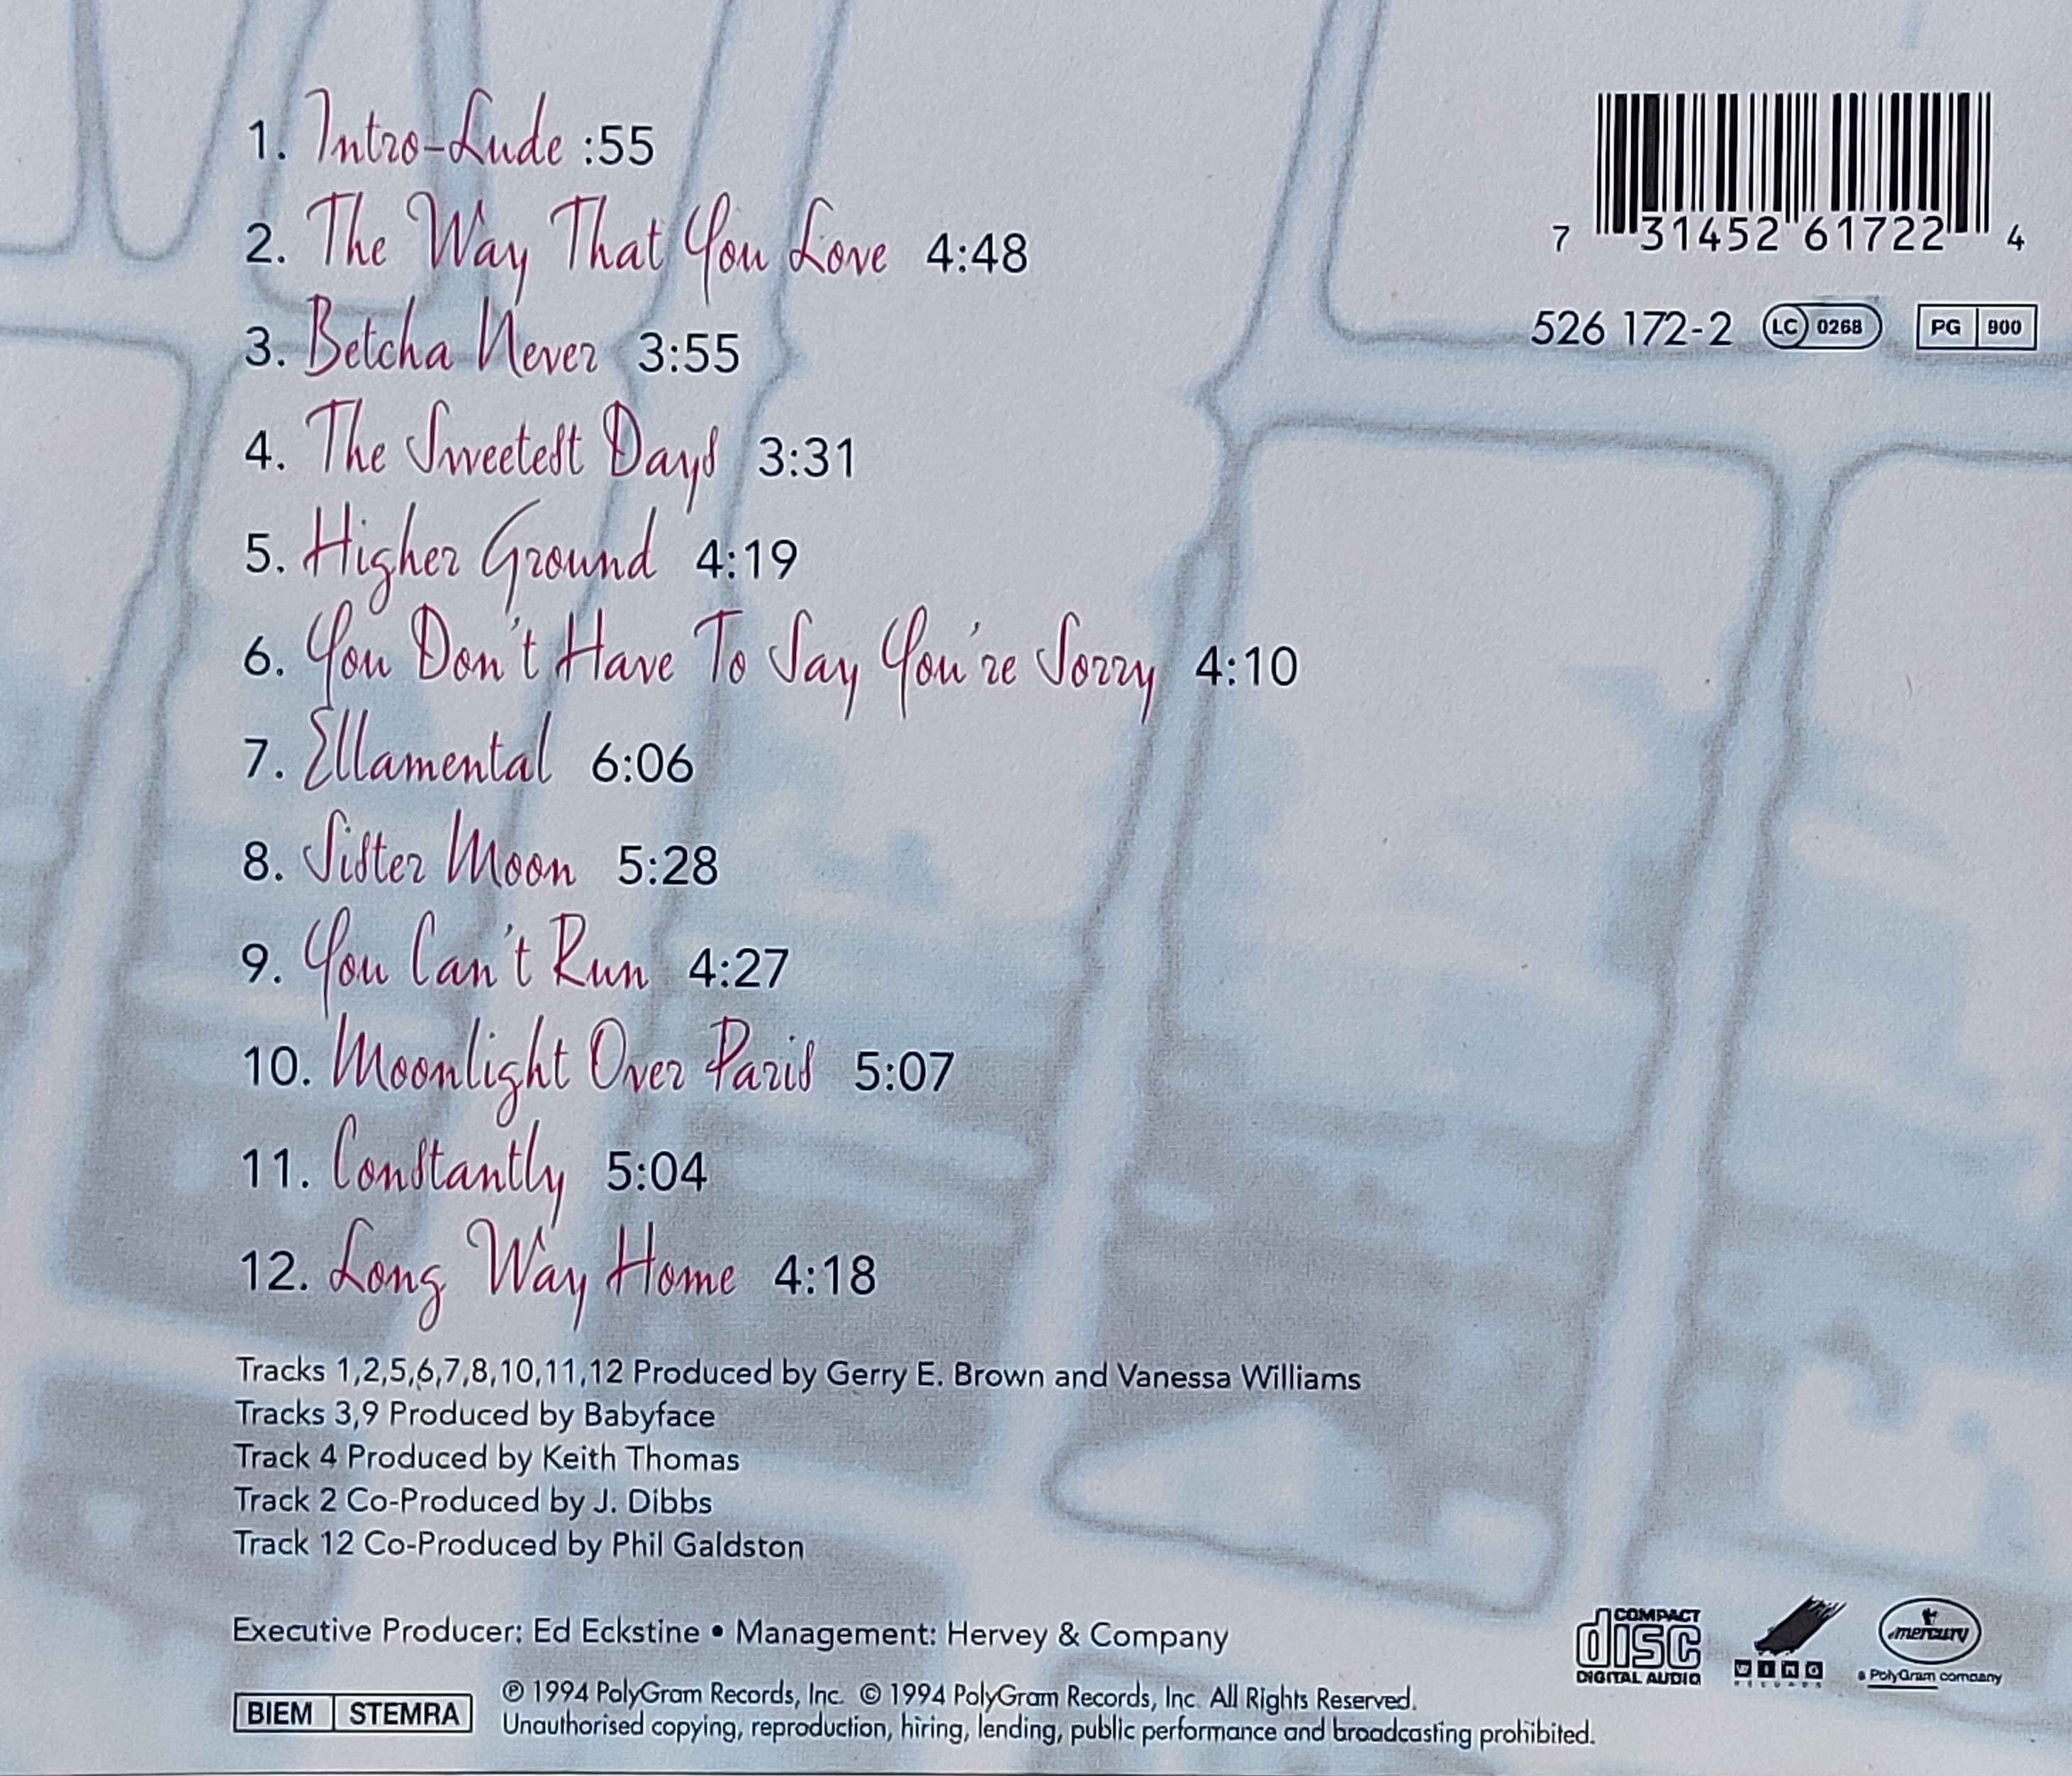 1. Intro-Lude :55
2. The Way That You Love 4:48
3. Betcha Never 3:55
4. The Sweetest Days 3:31
5. Higher Ground 4:19
6. You Don't Have To Say You're Sorry 4:10
7. Ellamental 6:06
8. Sister Moon 5:28
9. You Can't Run 4:27
10. Moonlight Over Paris 5:07
11. Constantly 5:04
12. Long Way Home 4:18
7 31452 61722 4
526 172-2 LC 0268 PG 900
Tracks 1,2,5,6,7,8,10,11,12 Produced by Gerry E. Brown and Vanessa Williams
Tracks 3,9 Produced by Babyface
Track 4 Produced by Keith Thomas
Track 2 Co-Produced by J. Dibbs
Track 12 Co-Produced by Phil Galdston
Executive Producer: Ed Eckstine • Management: Hervey & Company
BIEM STEMRA
℗ 1994 PolyGram Records, Inc. © 1994 PolyGram Records, Inc. All Rights Reserved.
Unauthorised copying, reproduction, hiring, lending, public performance and broadcasting prohibited.
COMPACT
disc
DIGITAL AUDIO
WING
RECORDS
mercury
a PolyGram company